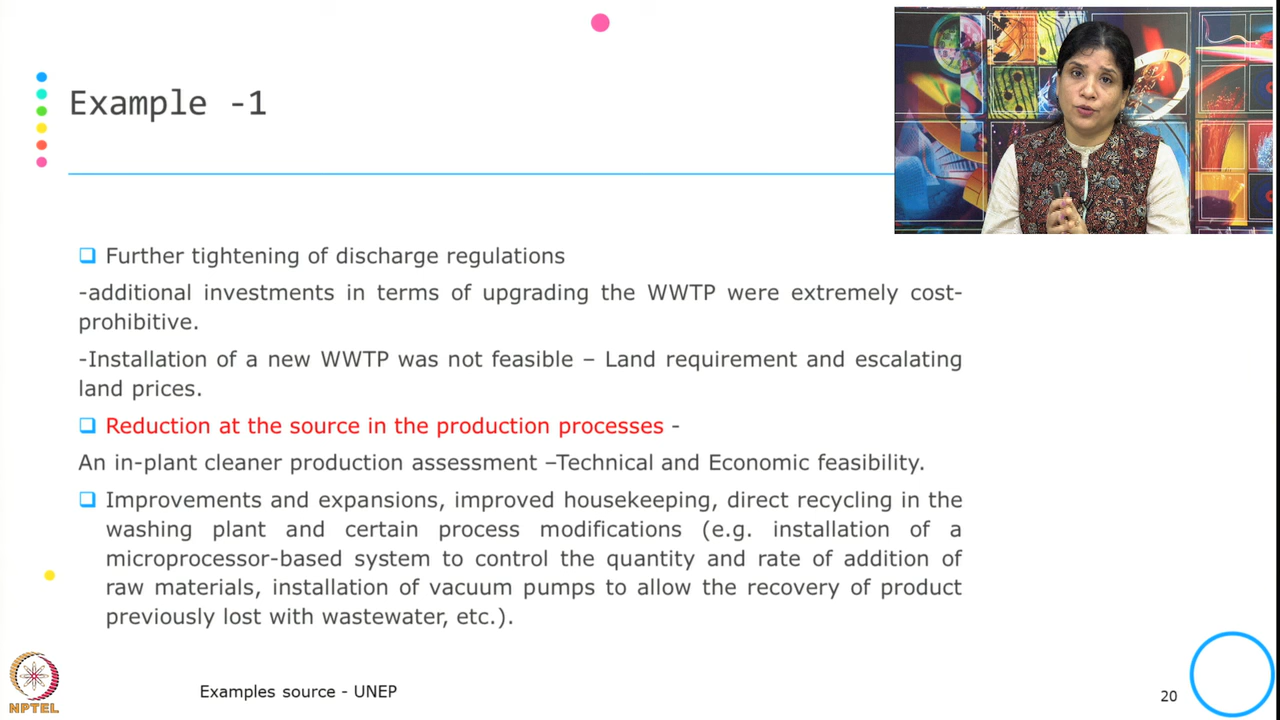 Example -1
❑ Further tightening of discharge regulations
-additional investments in terms of upgrading the WWTP were extremely cost-
prohibitive.
-Installation of a new WWTP was not feasible – Land requirement and escalating
land prices.
❑ Reduction at the source in the production processes -
An in-plant cleaner production assessment –Technical and Economic feasibility.
❑ Improvements and expansions, improved housekeeping, direct recycling in the
washing plant and certain process modifications (e.g. installation of a
microprocessor-based system to control the quantity and rate of addition of
raw materials, installation of vacuum pumps to allow the recovery of product
previously lost with wastewater, etc.).
NPTEL
Examples source - UNEP
20